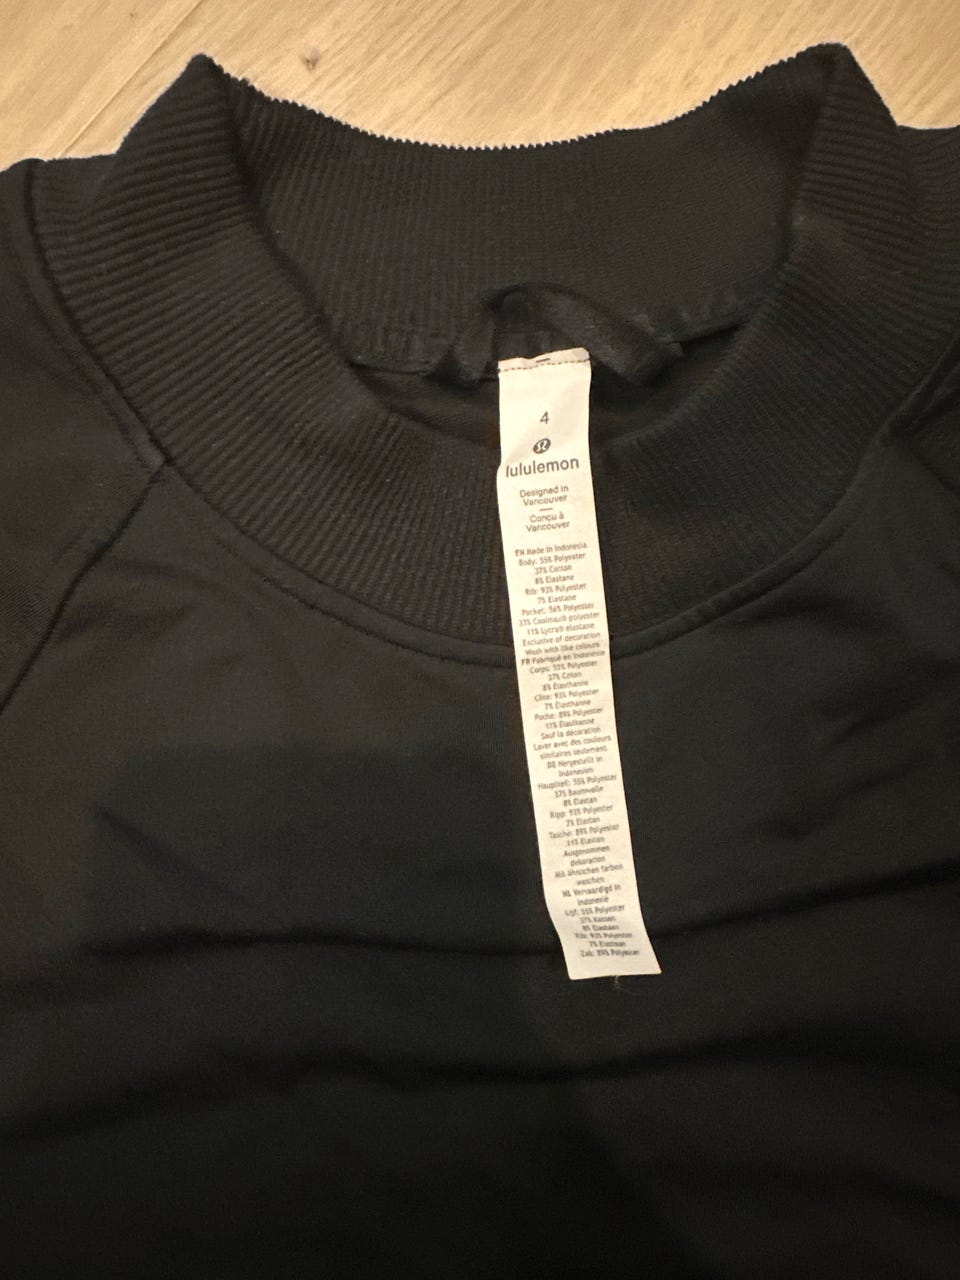 4
lululemon
Designed in
Vancouver
Conçu à
Vancouver
EN Made in Indonesia
Body: 55% Polyester
37% Cotton
8% Elastane
Rib: 93% Polyester
7% Elastane
Pocket: 56% Polyester
33% Coolmax® polyester
11% Lycra® elastane
Exclusive of decoration
Wash with like colours
FR Fabriqué en Indonésie
Corps: 55% Polyester
37% Coton
8% Élasthanne
Côte: 93% Polyester
7% Élasthanne
Poche: 89% Polyester
11% Élasthanne
Sauf la décoration
Laver avec des couleurs
similaires seulement
DE Hergestellt in
Indonesien
Hauptteil: 55% Polyester
37% Baumwolle
8% Elastan
Ripp: 93% Polyester
7% Elastan
Tasche: 89% Polyester
11% Elastan
Ausgenommen
dekoration
Mit ähnlichen farben
waschen
NL Vervaardigd in
Indonesië
Lijf: 55% Polyester
37% Katoen
8% Elastaan
Rib: 93% Polyester
7% Elastaan
Zak: 89% Polyester